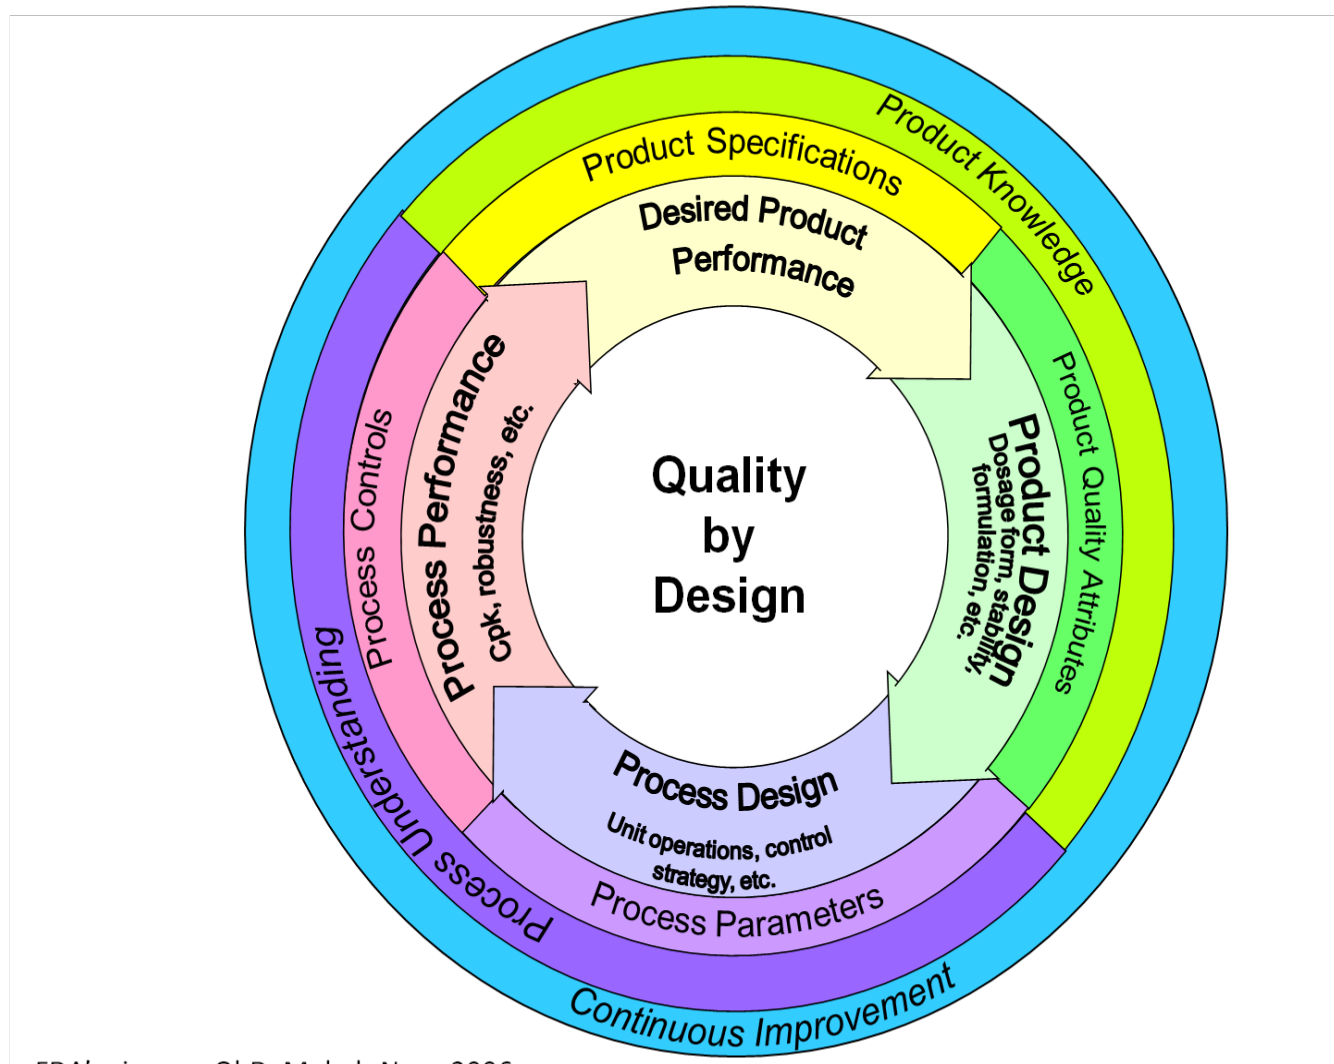 Product Knowledge
Product Specifications
Desired Product
Performance
Product Quality Attributes
Product Design
Dosage form, stability,
formulation, etc.
Quality
by
Design
Process Performance
Cpk, robustness, etc.
Process Controls
Process Understanding
Process Design
Unit operations, control
strategy, etc.
Process Parameters
Continuous Improvement